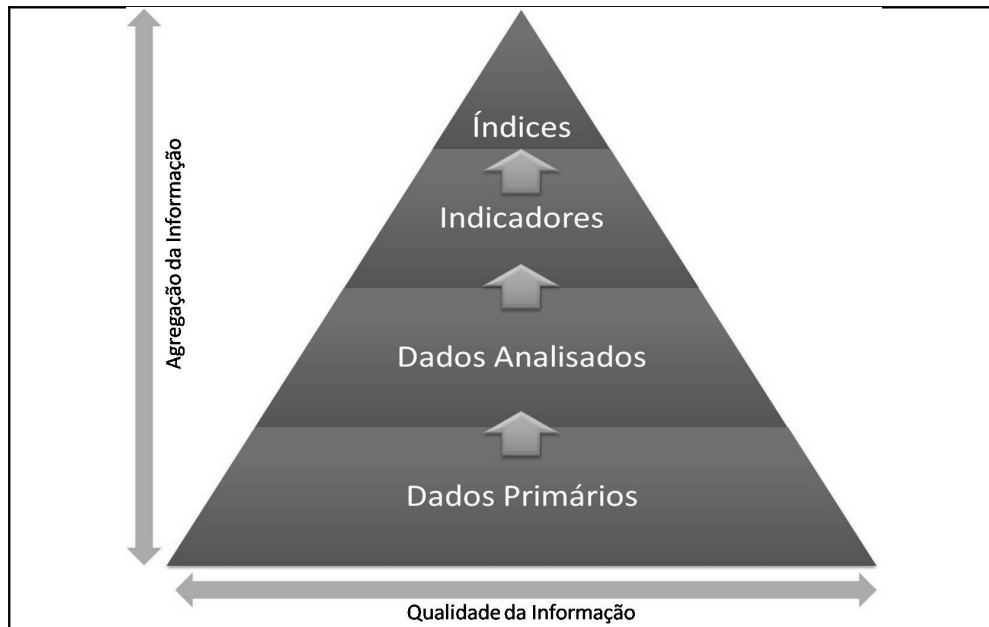 Índices
Indicadores
Dados Analisados
Dados Primários
Agregação da Informação
Qualidade da Informação